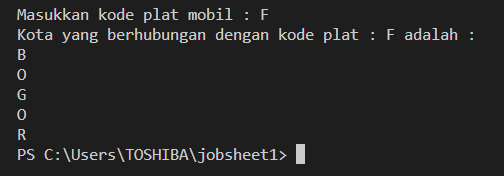 Masukkan kode plat mobil : F
Kota yang berhubungan dengan kode plat : F adalah :
B
O
G
O
R
PS C:\Users\TOSHIBA\jobsheet1>